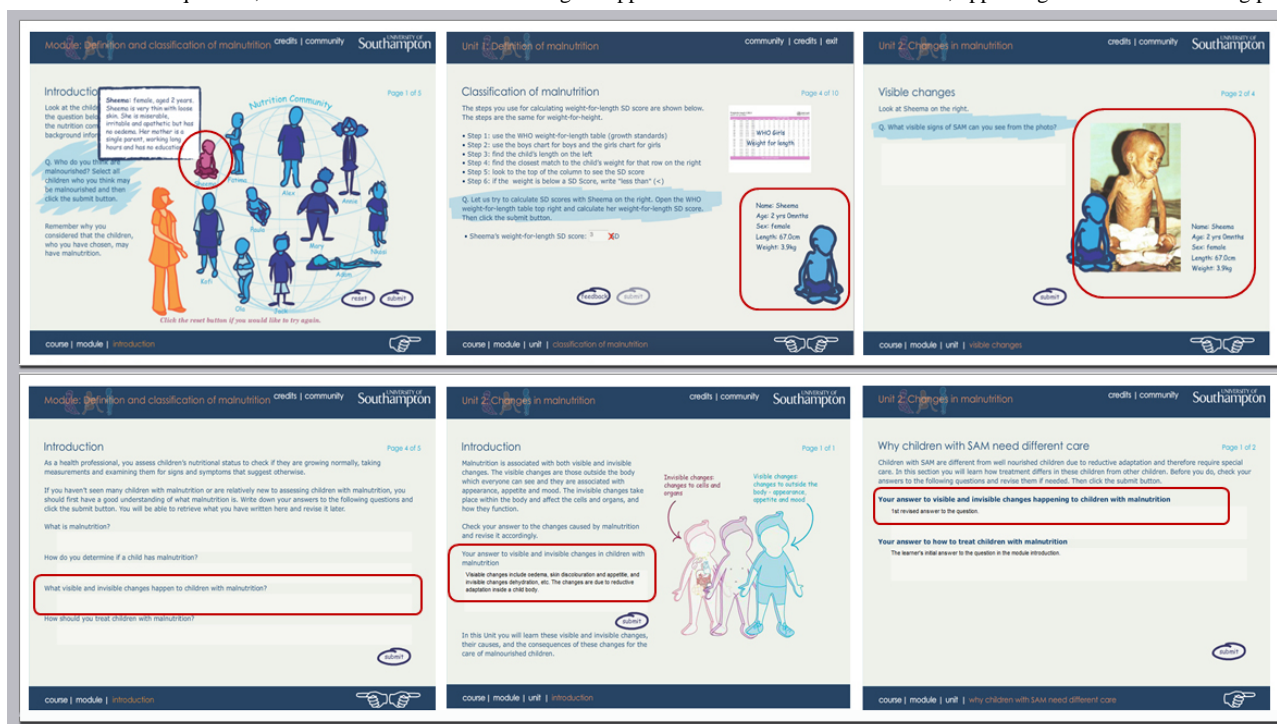 Module: Definition and classification of malnutrition
credits | community
UNIVERSITY OF
Southampton
Introduction
Page 1 of 5
Look at the child
the question belo
the nutrition com
background infor
Sheema: female, aged 2 years.
Sheema is very thin with loose
skin. She is miserable,
irritable and apathetic but has
no oedema. Her mother is a
single parent, working long
hours and has no education.
Nutrition Community
Q. Who do you think are
malnourished? Select all
children who you think may
be malnourished and then
click the submit button.
Remember why you
considered that the children,
who you have chosen, may
have malnutrition.
Sheema
Fatma
Alex
Annie
Paulo
Mary
Nkosi
Kofi
Adim
Ola
Jack
reset
submit
Click the reset button if you would like to try again.
course | module | introduction
Unit 1: Definition of malnutrition
community | credits | exit
Classification of malnutrition
Page 4 of 10
The steps you use for calculating weight-for-length SD score are shown below.
The steps are the same for weight-for-height.
• Step 1: use the WHO weight-for-length table (growth standards)
• Step 2: use the boys chart for boys and the girls chart for girls
• Step 3: find the child's length on the left
• Step 4: find the closest match to the child's weight for that row on the right
• Step 5: look to the top of the column to see the SD score
• Step 6: if the weight is below a SD Score, write "less than" (<)
WHO Girls
Weight for length
Q. Let us try to calculate SD scores with Sheema on the right. Open the WHO
weight-for-length table top right and calculate her weight-for-length SD score.
Then click the submit button.
• Sheema's weight-for-length SD score: 3 XD
Name: Sheema
Age: 2 yrs 0mnths
Sex: female
Length: 67.0cm
Weight: 3.9kg
feedback
submit
course | module | unit | classification of malnutrition
Unit 2: Changes in malnutrition
credits | community
UNIVERSITY OF
Southampton
Visible changes
Page 2 of 4
Look at Sheema on the right.
Q. What visible signs of SAM can you see from the photo?
Name: Sheema
Age: 2 yrs 0mnths
Sex: female
Length: 67.0cm
Weight: 3.9kg
submit
course | module | unit | visible changes
Module: Definition and classification of malnutrition
credits | community
UNIVERSITY OF
Southampton
Introduction
Page 4 of 5
As a health professional, you assess children's nutritional status to check if they are growing normally, taking
measurements and examining them for signs and symptoms that suggest otherwise.
If you haven't seen many children with malnutrition or are relatively new to assessing children with malnutrition, you
should first have a good understanding of what malnutrition is. Write down your answers to the following questions and
click the submit button. You will be able to retrieve what you have written here and revise it later.
What is malnutrition?
How do you determine if a child has malnutrition?
What visible and invisible changes happen to children with malnutrition?
How should you treat children with malnutrition?
submit
course | module | introduction
Unit 2: Changes in malnutrition
credits | community
UNIVERSITY OF
Southampton
Introduction
Page 1 of 1
Malnutrition is associated with both visible and invisible
changes. The visible changes are those outside the body
which everyone can see and they are associated with
appearance, appetite and mood. The invisible changes take
place within the body and affect the cells and organs, and
how they function.
Check your answer to the changes caused by malnutrition
and revise it accordingly.
Your answer to visible and invisible changes in children with
malnutrition
Visiable changes include oedema, skin discolouration and appetite, and
invisible changes dehydration, etc. The changes are due to reductive
adaptation inside a child body.
submit
In this Unit you will learn these visible and invisible changes,
their causes, and the consequences of these changes for the
care of malnourished children.
Invisible changes:
changes to cells and
organs
Visible changes:
changes to outside the
body - appearance,
appetite and mood
course | module | unit | introduction
Unit 2: Changes in malnutrition
credits | community
UNIVERSITY OF
Southampton
Why children with SAM need different care
Page 1 of 2
Children with SAM are different from well nourished children due to reductive adaptation and therefore require special
care. In this section you will learn how treatment differs in these children from other children. Before you do, check your
answers to the following questions and revise them if needed. Then click the submit button.
Your answer to visible and invisible changes happening to children with malnutrition
1st revised answer to the question.
Your answer to how to treat children with malnutrition
The learner's initial answer to the question in the module introduction.
submit
course | module | unit | why children with SAM need different care